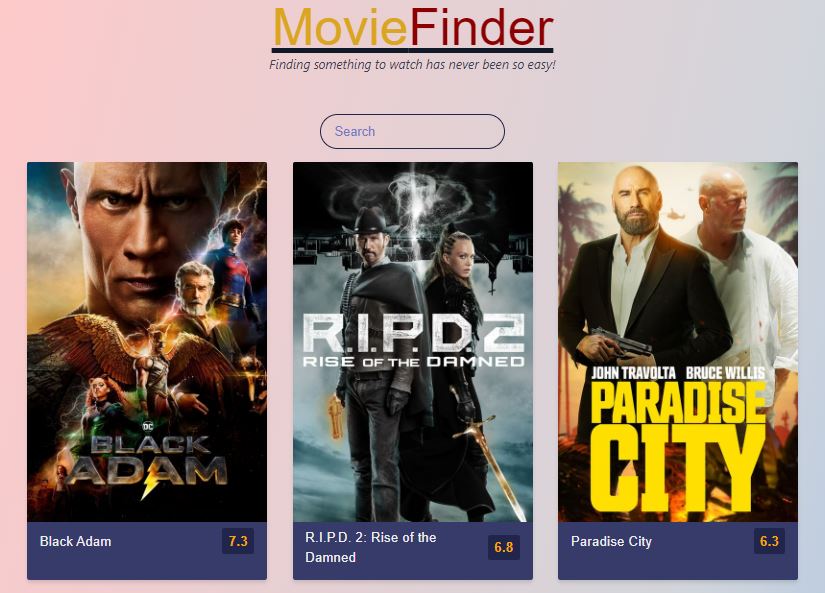 MovieFinder
Finding something to watch has never been so easy!
Search
DC
BLACK
ADAM
R.I.P.D.2
RISE OF THE DAMNED
JOHN TRAVOLTA BRUCE WILLIS
PARADISE
CITY
Black Adam
7.3
R.I.P.D. 2: Rise of the
Damned
6.8
Paradise City
6.3